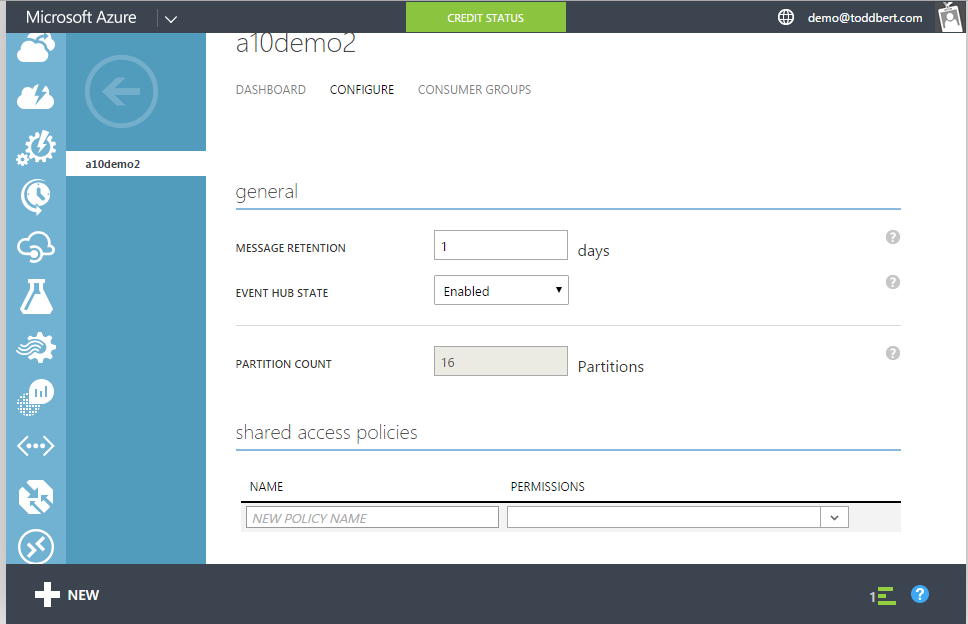 Microsoft Azure
CREDIT STATUS
demo@toddbert.com
a10demo2
DASHBOARD CONFIGURE CONSUMER GROUPS
a10demo2
general
MESSAGE RETENTION 1 days ?
EVENT HUB STATE Enabled ?
PARTITION COUNT 16 Partitions ?
shared access policies
NAME PERMISSIONS
NEW POLICY NAME
NEW 1 ?